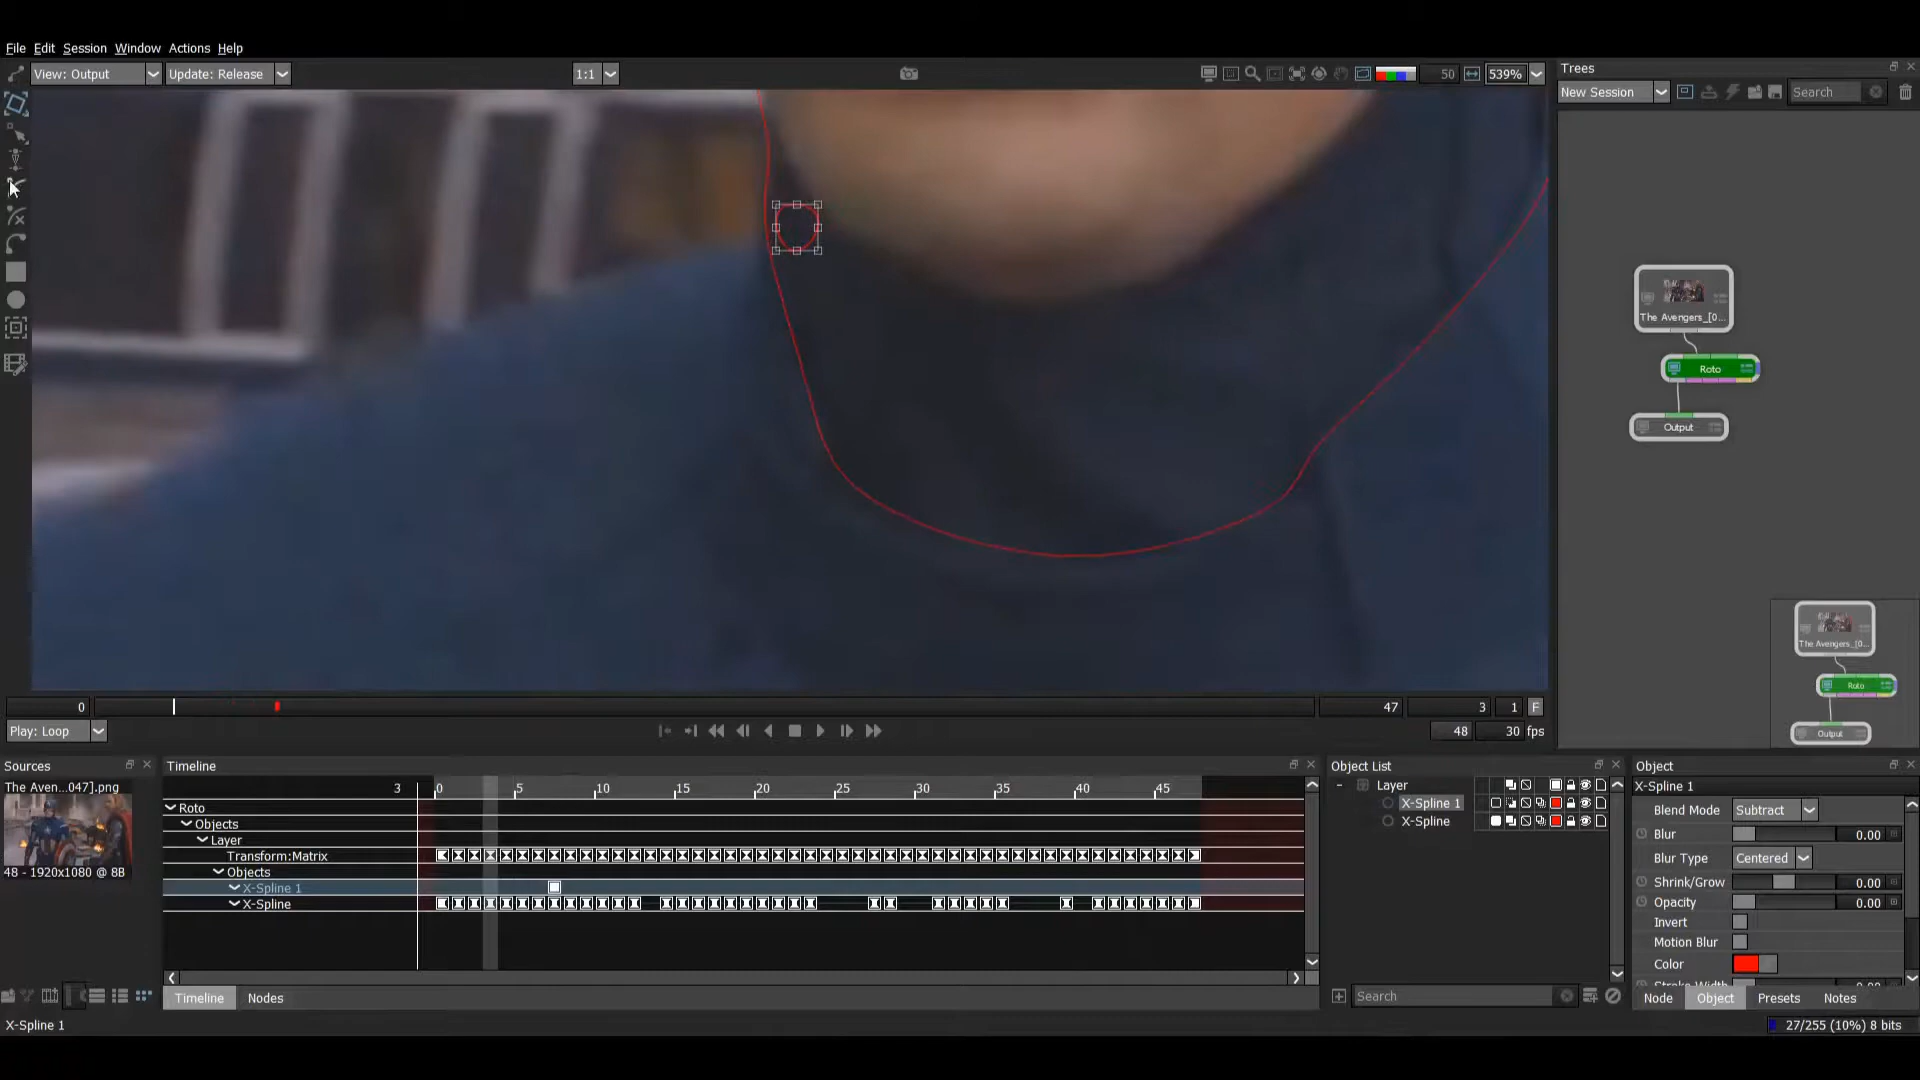 File Edit Session Window Actions Help
View: Output Update: Release 1:1 50 539%
Trees
New Session Search
The Avengers_[0...
Roto
Output
The Avengers_[0...
Roto
Output
0 47 3 1 F
Play: Loop 48 30 fps
Sources
The Aven...047].png
48 - 1920x1080 @ 8B
Timeline
3 0 5 10 15 20 25 30 35 40 45
Roto
Objects
Layer
Transform:Matrix
Objects
X-Spline 1
X-Spline
Timeline Nodes
Object List
Layer
X-Spline 1
X-Spline
Search
Object
X-Spline 1
Blend Mode Subtract
Blur 0.00
Blur Type Centered
Shrink/Grow 0.00
Opacity 0.00
Invert
Motion Blur
Color
Node Object Presets Notes
X-Spline 1
27/255 (10%) 8 bits